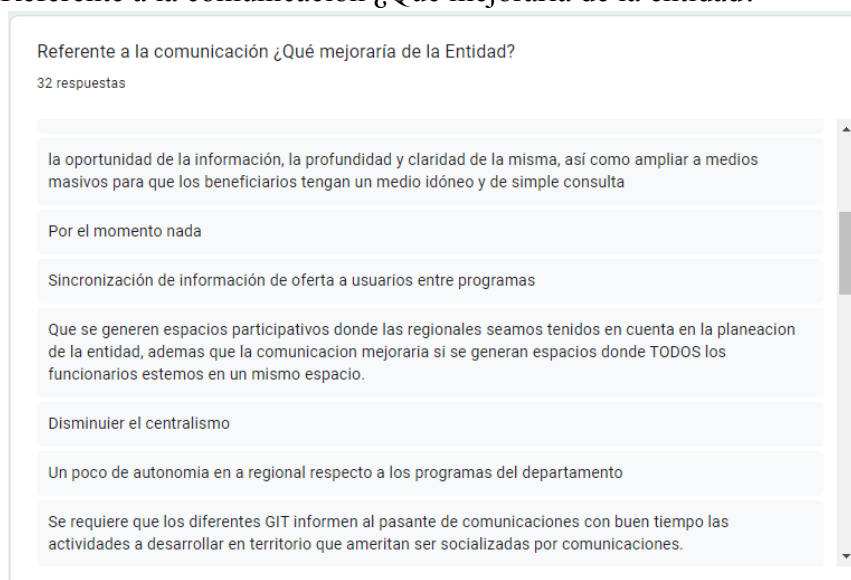 Referente a la comunicación ¿Qué mejoraría de la entidad?
Referente a la comunicación ¿Qué mejoraría de la Entidad?
32 respuestas
la oportunidad de la información, la profundidad y claridad de la misma, así como ampliar a medios
masivos para que los beneficiarios tengan un medio idóneo y de simple consulta
Por el momento nada
Sincronización de información de oferta a usuarios entre programas
Que se generen espacios participativos donde las regionales seamos tenidos en cuenta en la planeacion
de la entidad, ademas que la comunicacion mejoraria si se generan espacios donde TODOS los
funcionarios estemos en un mismo espacio.
Disminuier el centralismo
Un poco de autonomia en a regional respecto a los programas del departamento
Se requiere que los diferentes GIT informen al pasante de comunicaciones con buen tiempo las
actividades a desarrollar en territorio que ameritan ser socializadas por comunicaciones.